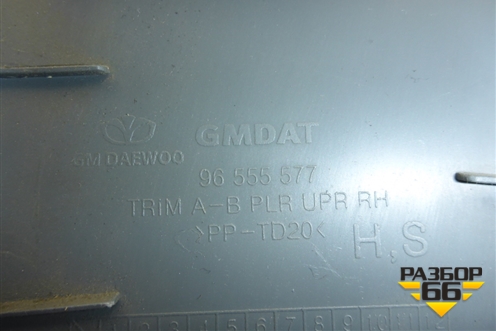 GMDAT
GM DAEWOO
96 555 577
TRIM A-B PLR UPR RH
>PP-TD20<
H,S
РАЗБОР
66